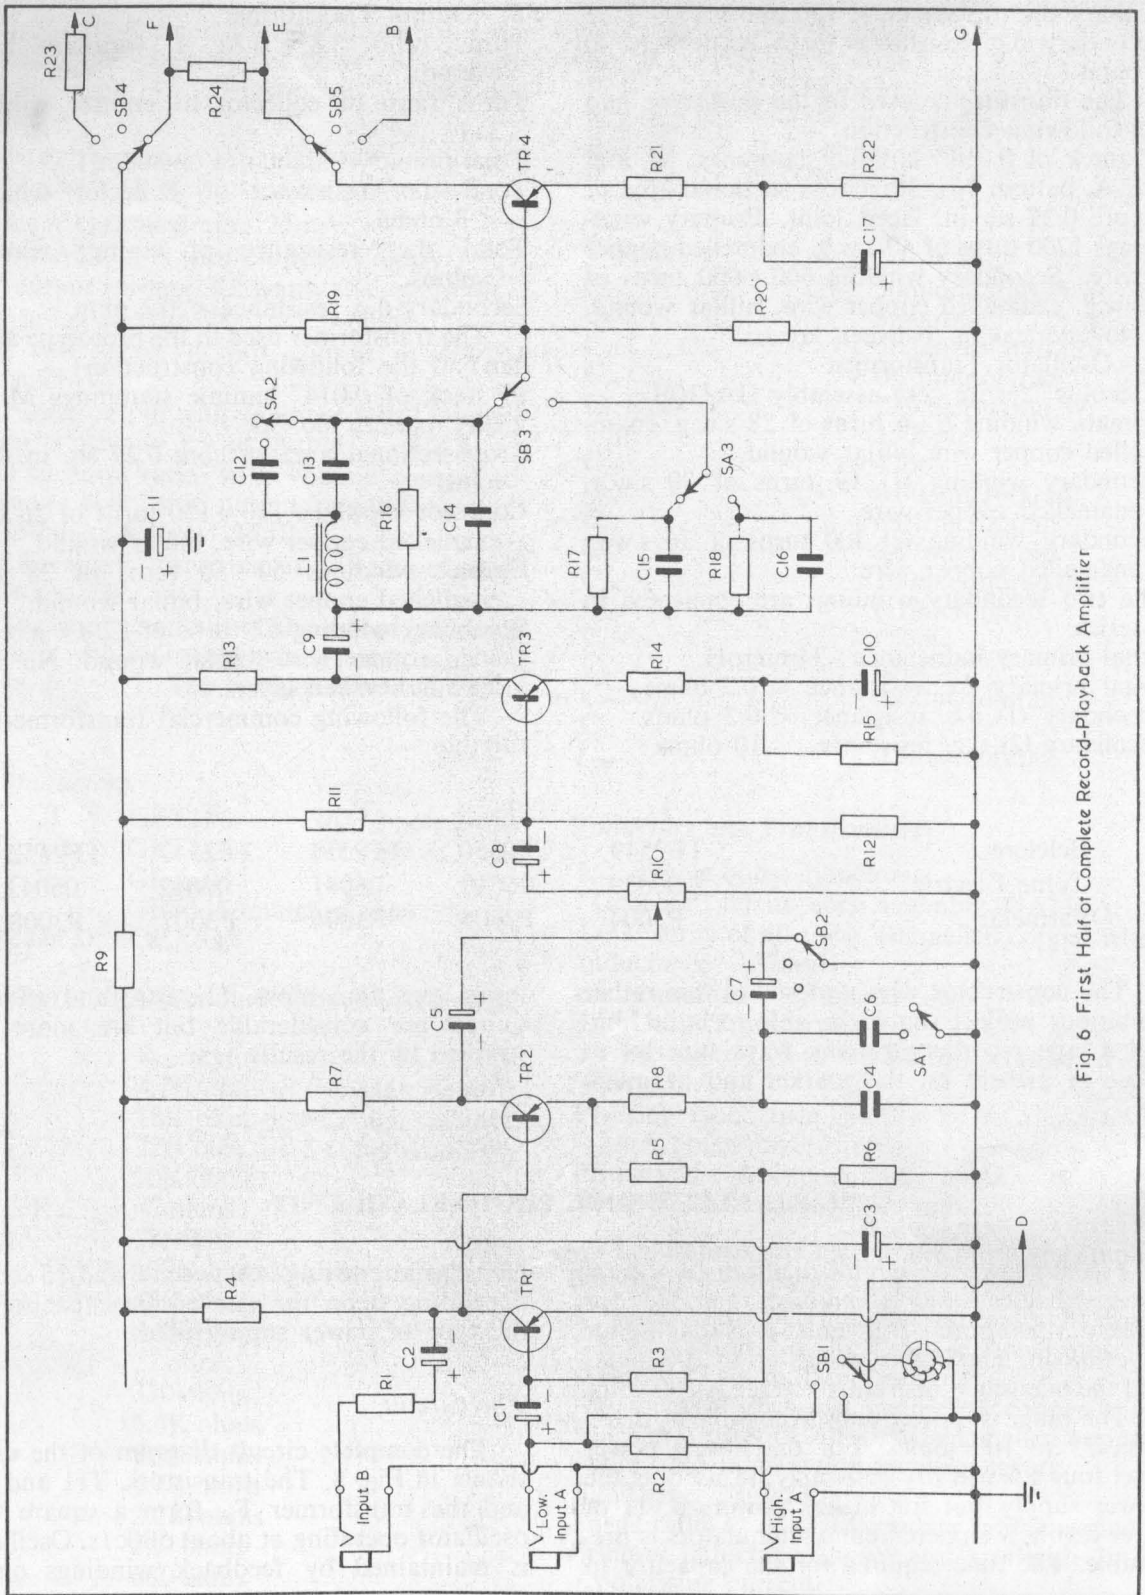 R9
C11
R23
C
F
E
B
SB4
R24
SB5
R4
R7
R11
R13
R19
SA2
C12
C13
L1
R16
C14
C9
SB3
Input B
R1
C2
TR1
TR2
C5
C8
TR3
TR4
Low.
Input A
C1
R10
R17
C15
R18
C16
SA3
R2
R3
R5
R8
C7
SB2
R14
R21
High.
Input A
SB1
C3
R6
C4
C6
SA1
R12
R15
C10
R20
C17
R22
D
G
Fig. 6 First Half of Complete Record-Playback Amplifier